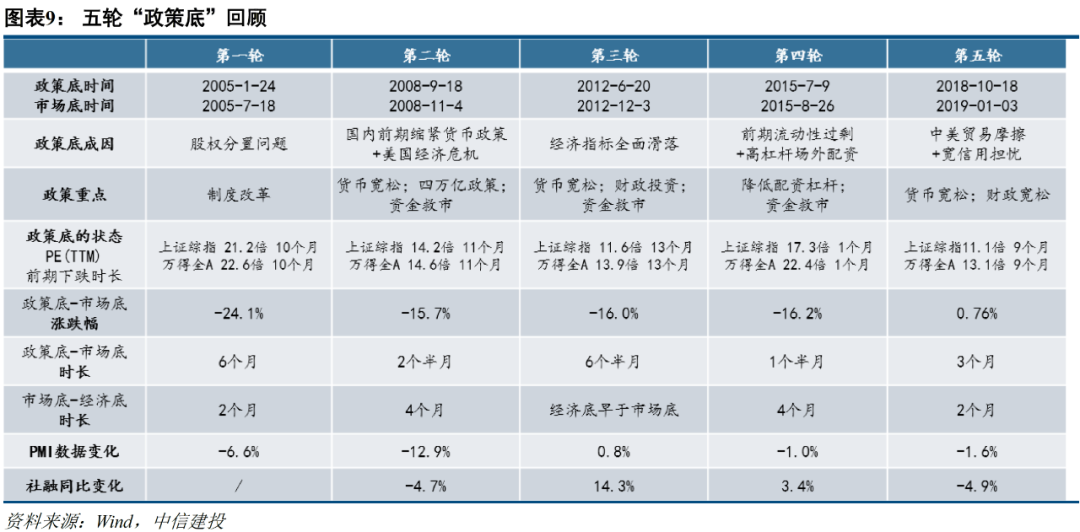 图表9： 五轮“政策底”回顾
第一轮 第二轮 第三轮 第四轮 第五轮
政策底时间 2005-1-24 2008-9-18 2012-6-20 2015-7-9 2018-10-18
市场底时间 2005-7-18 2008-11-4 2012-12-3 2015-8-26 2019-01-03
政策底成因 股权分置问题 国内前期缩紧货币政策 经济指标全面滑落 前期流动性过剩 中美贸易摩擦
+美国经济危机 +高杠杆场外配资 +宽信用担忧
政策重点 制度改革 货币宽松；四万亿政策； 货币宽松；财政投资； 降低配资杠杆； 货币宽松；财政宽松
资金救市 资金救市 资金救市
政策底的状态
PE(TTM) 上证综指 21.2倍 10个月 上证综指 14.2倍 11个月 上证综指 11.6倍 13个月 上证综指 17.3倍 1个月 上证综指11.1倍 9个月
前期下跌时长 万得全A 22.6倍 10个月 万得全A 14.6倍 11个月 万得全A 13.9倍 13个月 万得全A 22.4倍 1个月 万得全A 13.1倍 9个月
政策底-市场底
涨跌幅 -24.1% -15.7% -16.0% -16.2% 0.76%
政策底-市场底
时长 6个月 2个半月 6个半月 1个半月 3个月
市场底-经济底
时长 2个月 4个月 经济底早于市场底 4个月 2个月
PMI数据变化 -6.6% -12.9% 0.8% -1.0% -1.6%
社融同比变化 / -4.7% 14.3% 3.4% -4.9%
资料来源：Wind，中信建投